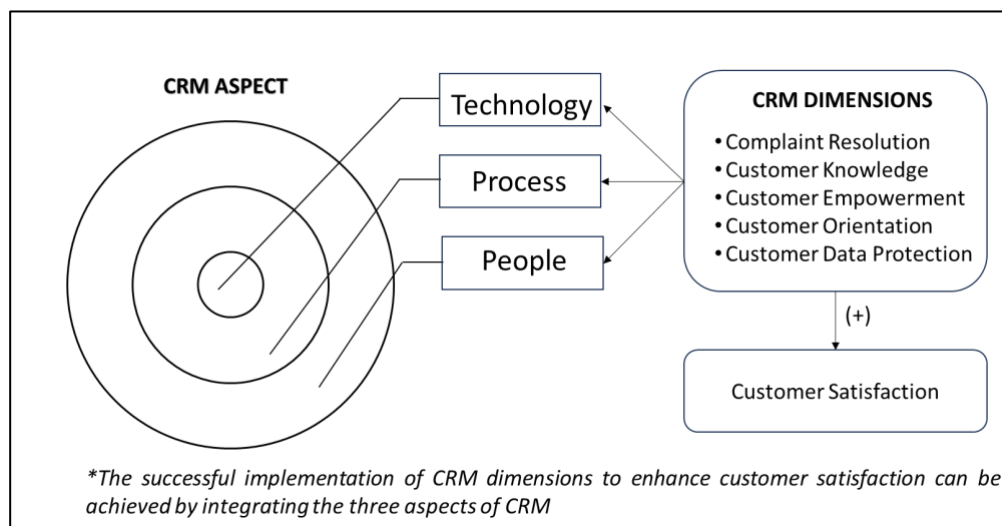 CRM ASPECT
Technology
Process
People
CRM DIMENSIONS
• Complaint Resolution
• Customer Knowledge
• Customer Empowerment
• Customer Orientation
• Customer Data Protection
(+)
Customer Satisfaction
*The successful implementation of CRM dimensions to enhance customer satisfaction can be
achieved by integrating the three aspects of CRM